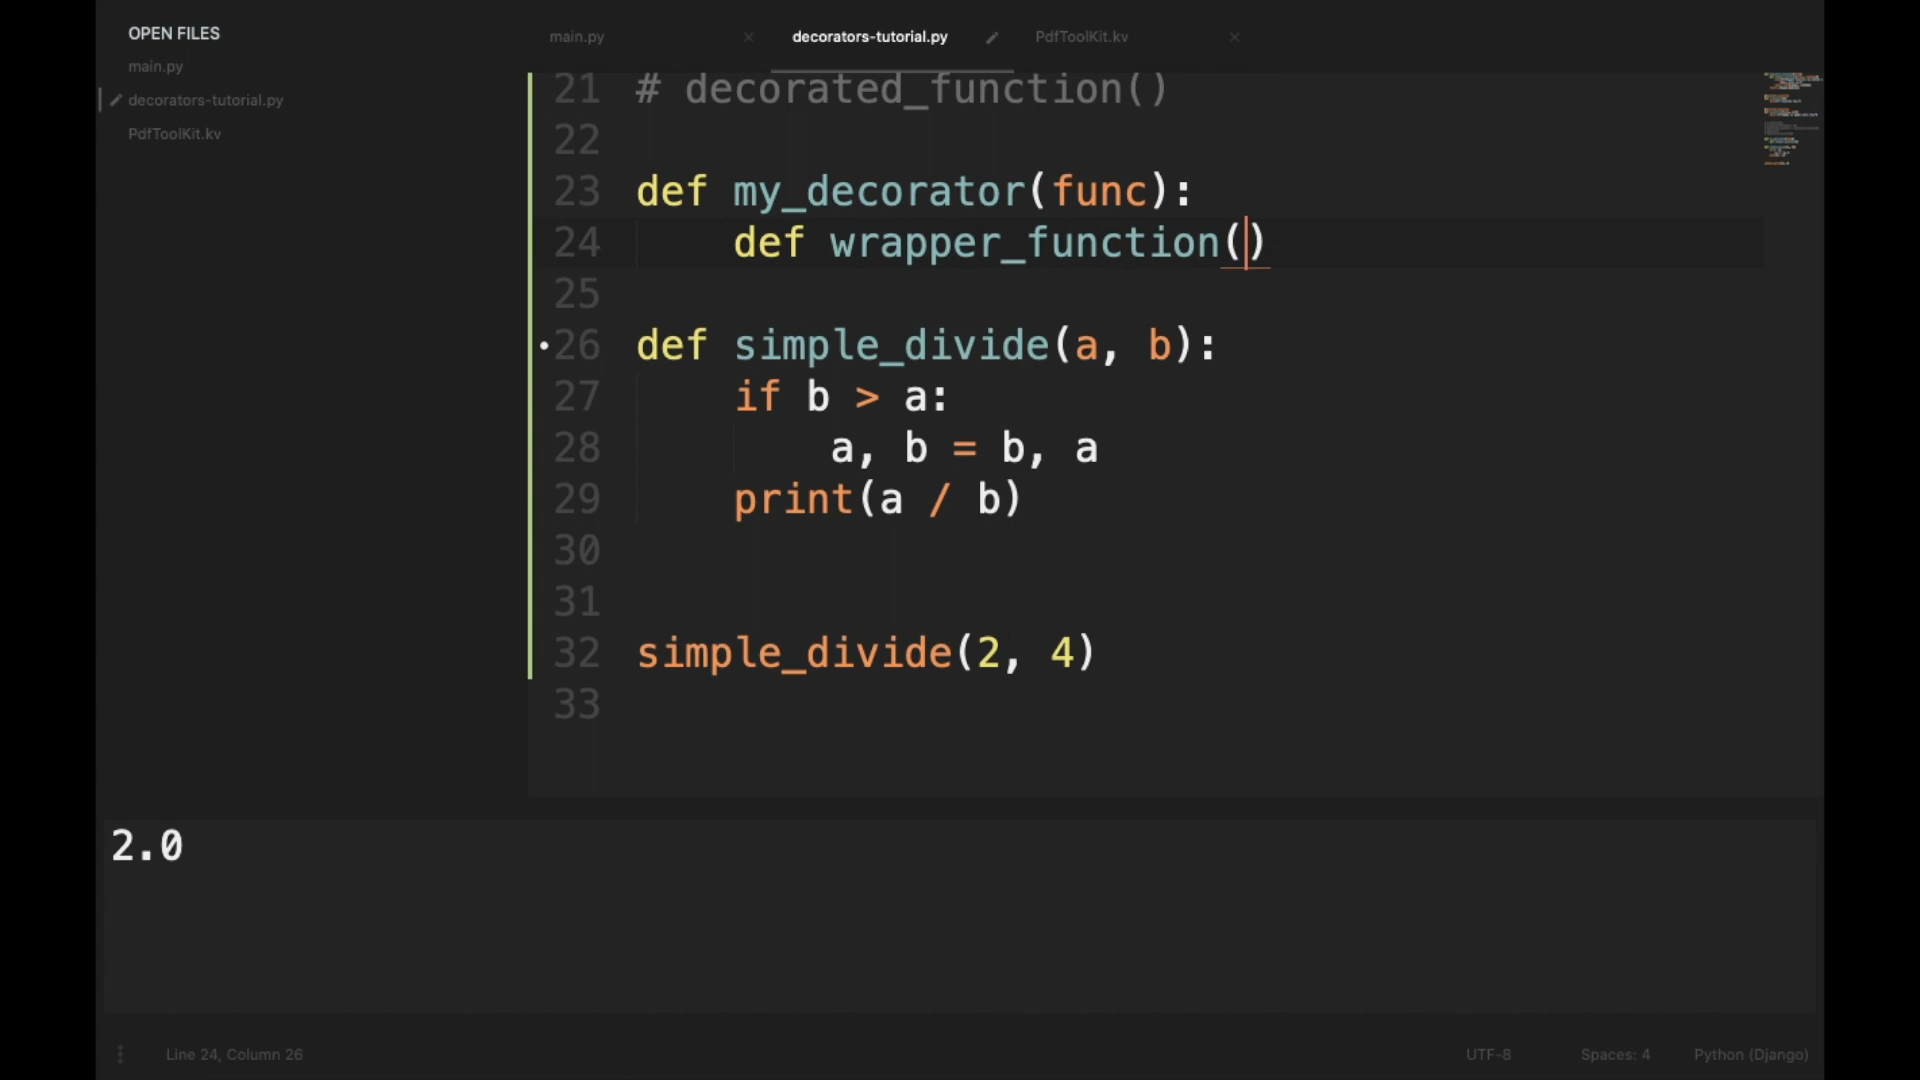 OPEN FILES
main.py
decorators-tutorial.py
PdfToolKit.kv
main.py × decorators-tutorial.py PdfToolKit.kv ×
21 # decorated_function()
22
23 def my_decorator(func):
24     def wrapper_function()
25
26 def simple_divide(a, b):
27     if b > a:
28         a, b = b, a
29     print(a / b)
30
31
32 simple_divide(2, 4)
33
2.0
Line 24, Column 26 UTF-8 Spaces: 4 Python (Django)